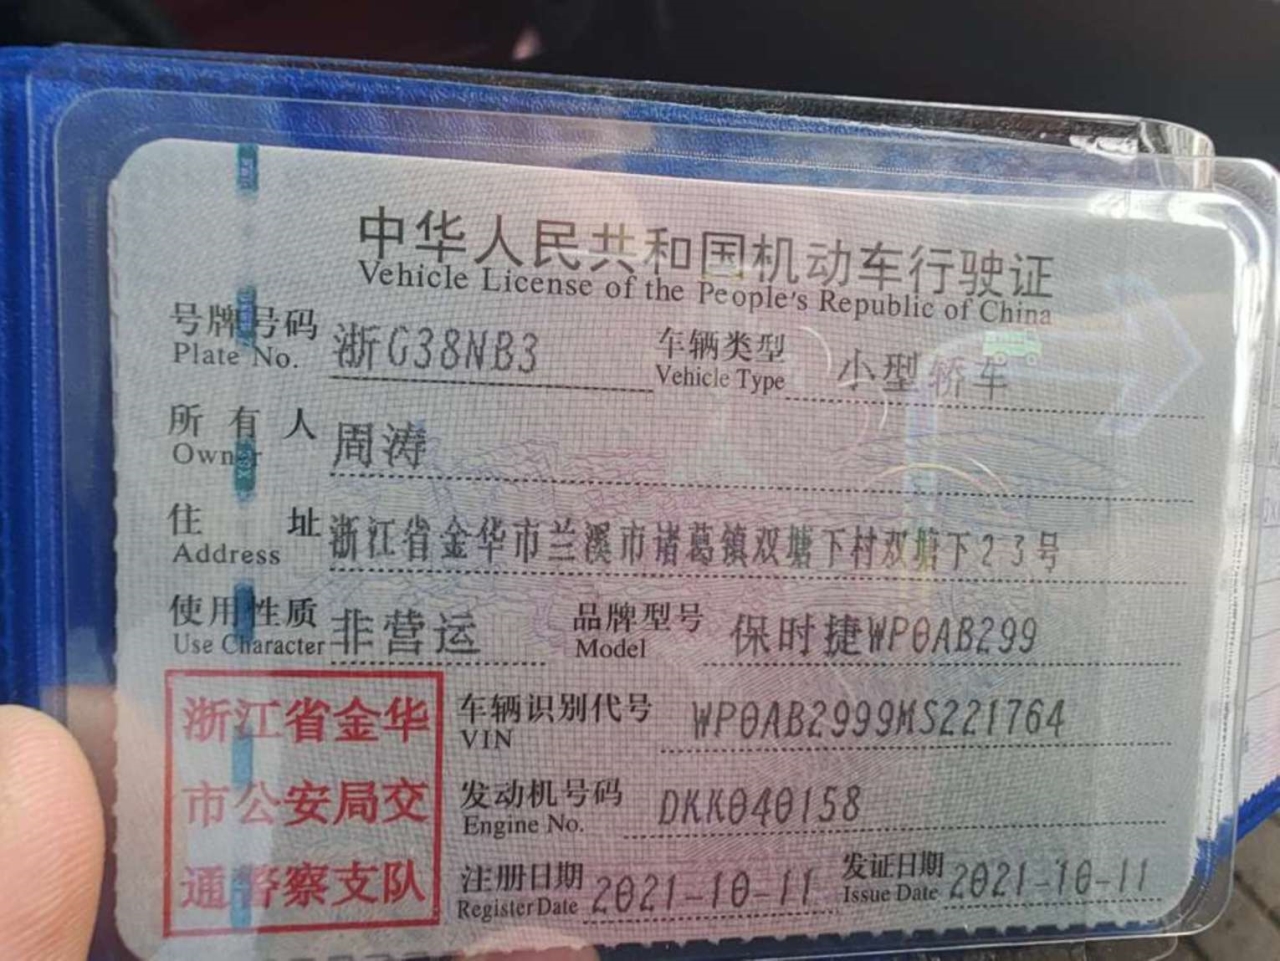 中华人民共和国机动车行驶证
Vehicle License of the People's Republic of China
号牌号码 浙G38NB3 车辆类型 小型轿车
Plate No. Vehicle Type
所有人 周涛
Owner
住址 浙江省金华市兰溪市诸葛镇双塘下村双塘下23号
Address
使用性质 非营运 品牌型号 保时捷WP0AB299
Use Character Model
浙江省金华 车辆识别代号 WP0AB2999MS221764
VIN
市公安局交 发动机号码 DKK040158
Engine No.
通警察支队 注册日期 2021-10-11 发证日期 2021-10-11
Register Date Issue Date